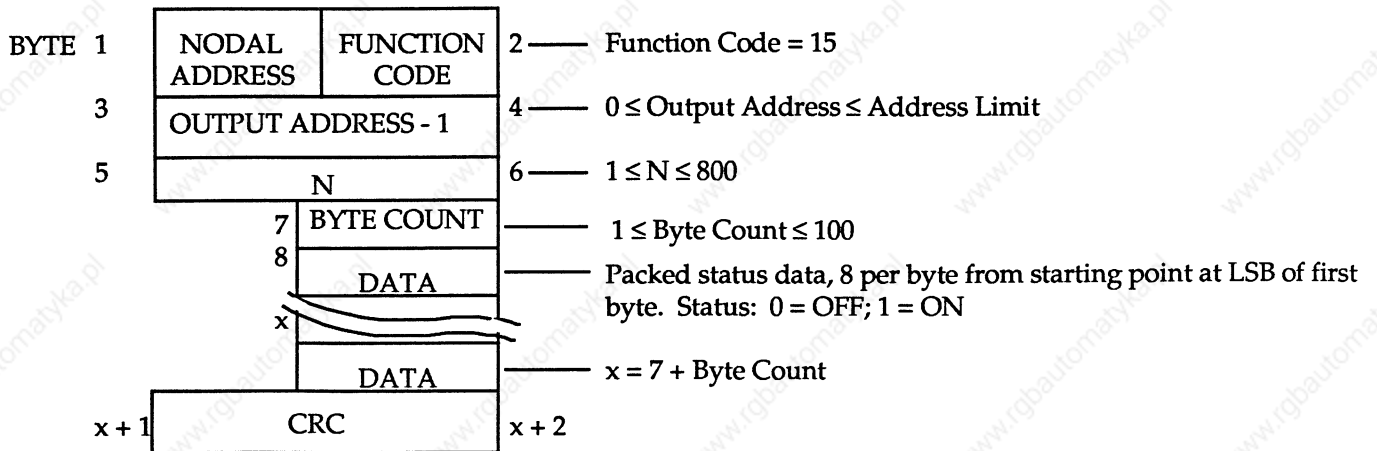 BYTE 1 NODAL ADDRESS FUNCTION CODE 2 Function Code = 15
3 OUTPUT ADDRESS - 1 4 0 ≤ Output Address ≤ Address Limit
5 N 6 1 ≤ N ≤ 800
7 BYTE COUNT 1 ≤ Byte Count ≤ 100
8 DATA Packed status data, 8 per byte from starting point at LSB of first
byte. Status: 0 = OFF; 1 = ON
x
DATA x = 7 + Byte Count
x + 1 CRC x + 2
www.rgbautomatyka.pl